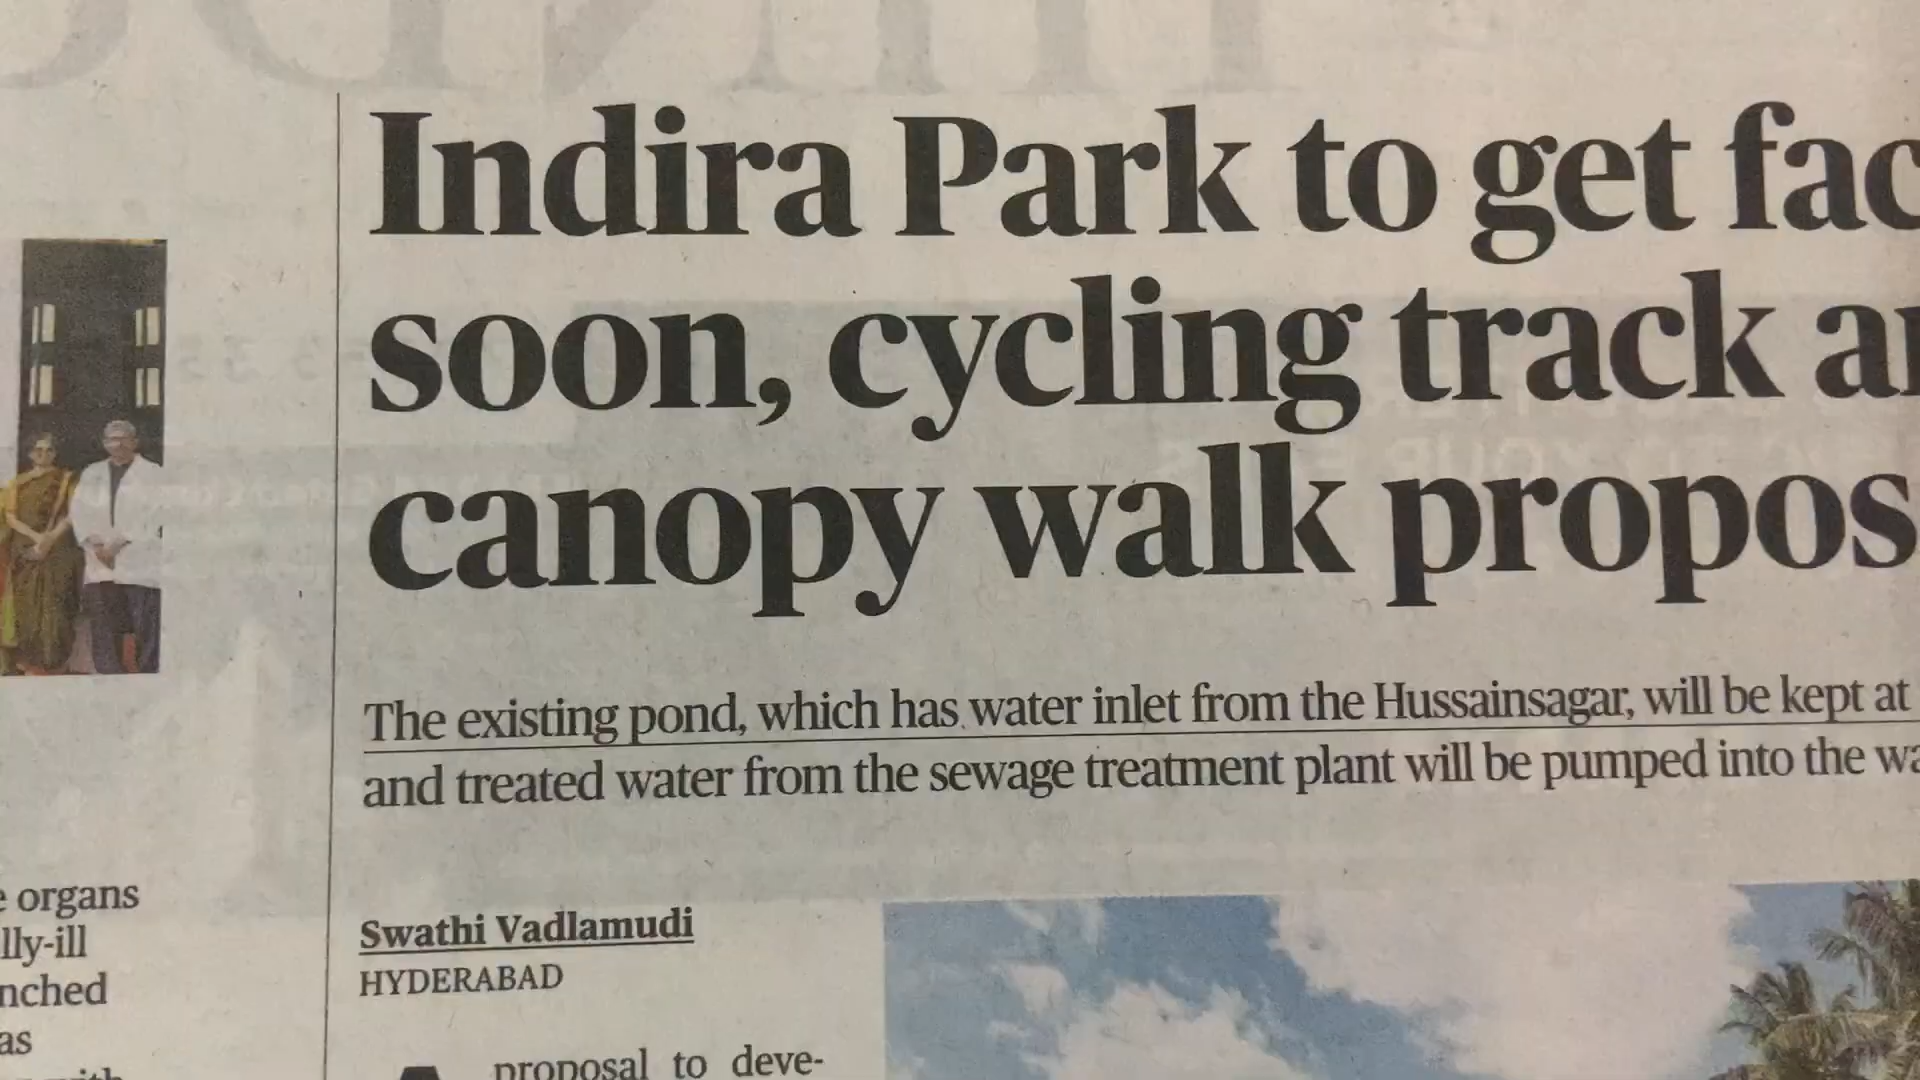 Indira Park to get fac
soon, cycling track a
canopy walk propos
The existing pond, which has water inlet from the Hussainsagar, will be kept at
and treated water from the sewage treatment plant will be pumped into the
Swathi Vadlamudi
HYDERABAD
A proposal to deve-
organs
lly-ill
nched
as